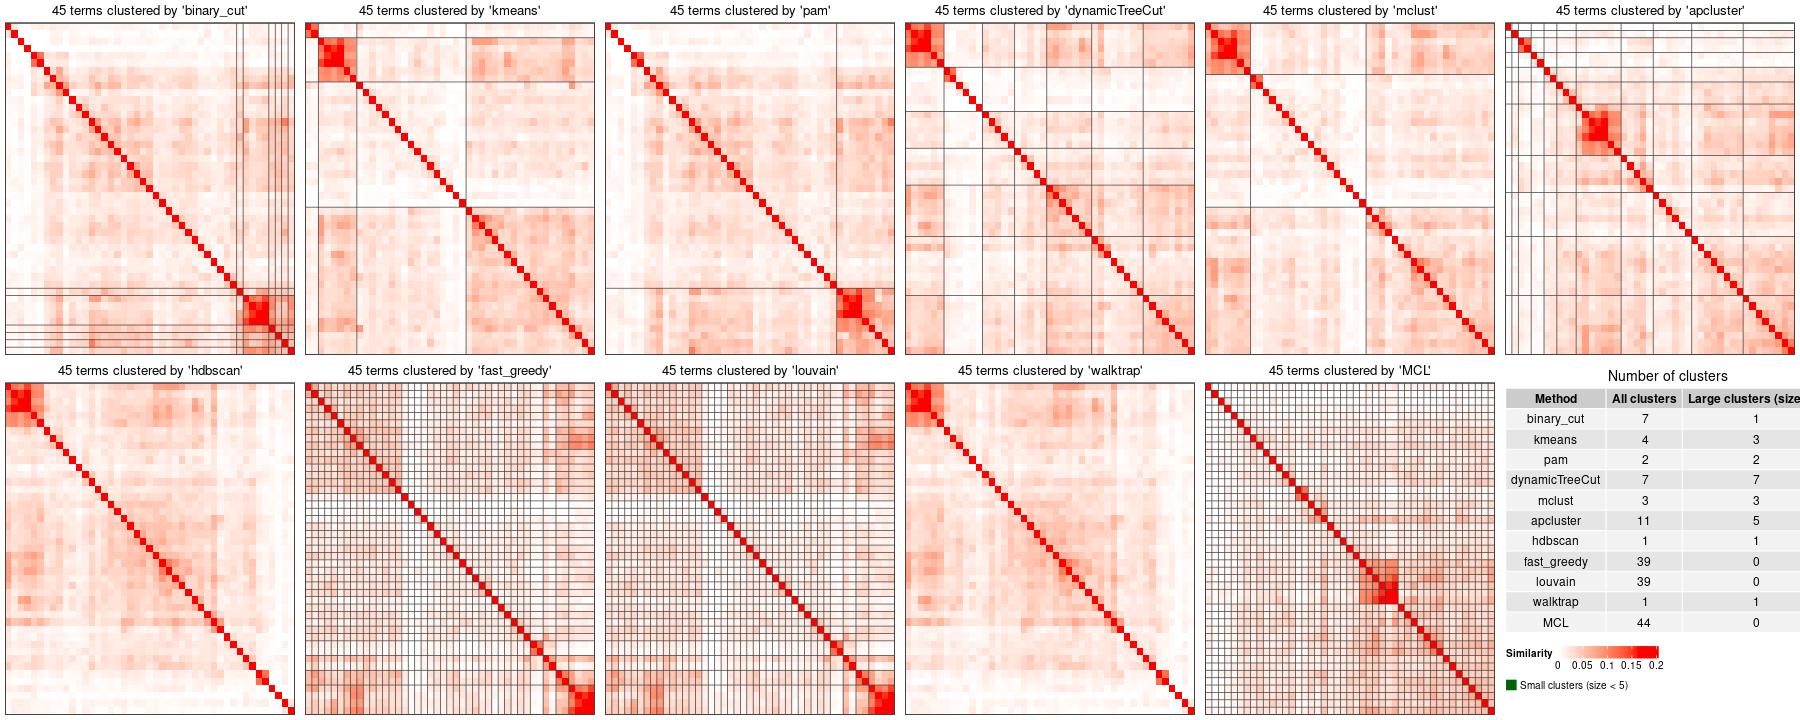 45 terms clustered by 'binary_cut'
45 terms clustered by 'kmeans'
45 terms clustered by 'pam'
45 terms clustered by 'dynamicTreeCut'
45 terms clustered by 'mclust'
45 terms clustered by 'apcluster'
45 terms clustered by 'hdbscan'
45 terms clustered by 'fast_greedy'
45 terms clustered by 'louvain'
45 terms clustered by 'walktrap'
45 terms clustered by 'MCL'
Number of clusters
Method All clusters Large clusters (size
binary_cut 7 1
kmeans 4 3
pam 2 2
dynamicTreeCut 7 7
mclust 3 3
apcluster 11 5
hdbscan 1 1
fast_greedy 39 0
louvain 39 0
walktrap 1 1
MCL 44 0
Similarity
0 0.05 0.1 0.15 0.2
Small clusters (size < 5)